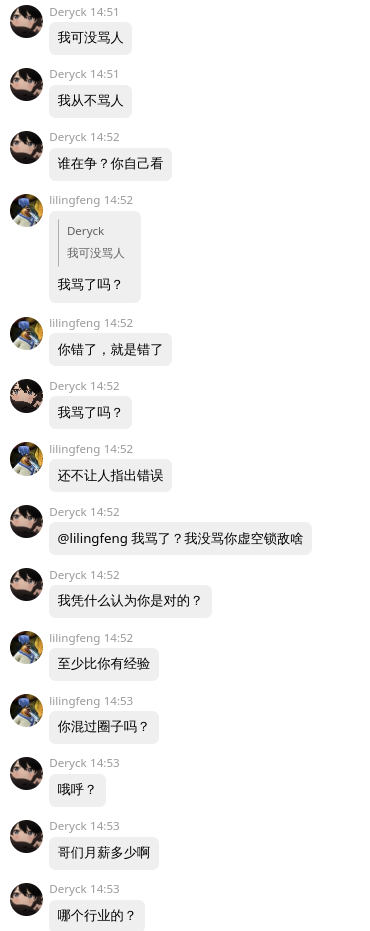 Deryck 14:51
我可没骂人
Deryck 14:51
我从不骂人
Deryck 14:52
谁在争？你自己看
lilingfeng 14:52
Deryck
我可没骂人
我骂了吗？
lilingfeng 14:52
你错了，就是错了
Deryck 14:52
我骂了吗？
lilingfeng 14:52
还不让人指出错误
Deryck 14:52
@lilingfeng 我骂了？我没骂你虚空锁敌啥
Deryck 14:52
我凭什么认为你是对的？
lilingfeng 14:52
至少比你有经验
lilingfeng 14:53
你混过圈子吗？
Deryck 14:53
哦呼？
Deryck 14:53
哥们月薪多少啊
Deryck 14:53
哪个行业的？